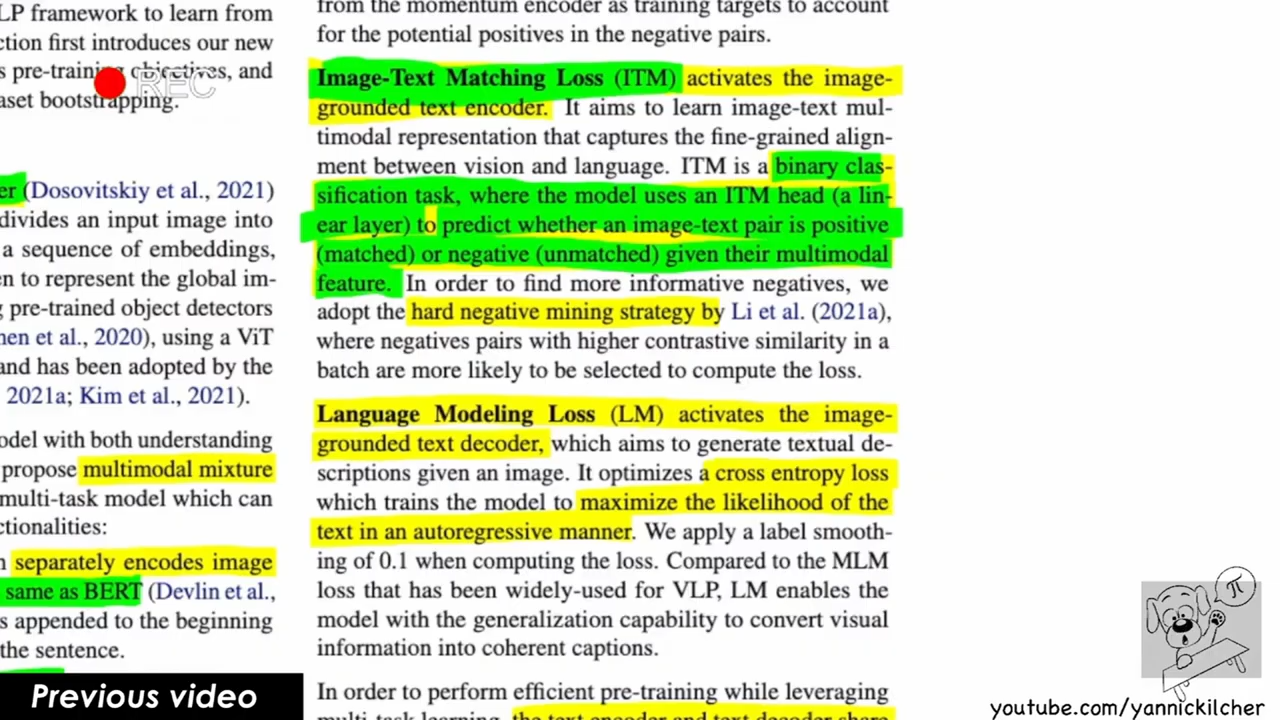 LP framework to learn from
ction first introduces our new
s pre-training objectives, and
aset bootstrapping.
REC
er (Dosovitskiy et al., 2021)
divides an input image into
a sequence of embeddings,
en to represent the global im-
g pre-trained object detectors
hen et al., 2020), using a ViT
and has been adopted by the
2021a; Kim et al., 2021).
odel with both understanding
propose multimodal mixture
multi-task model which can
ctionalities:
n separately encodes image
same as BERT (Devlin et al.,
s appended to the beginning
the sentence.
Previous video
from the momentum encoder as training targets to account
for the potential positives in the negative pairs.
Image-Text Matching Loss (ITM) activates the image-
grounded text encoder. It aims to learn image-text mul-
timodal representation that captures the fine-grained align-
ment between vision and language. ITM is a binary clas-
sification task, where the model uses an ITM head (a lin-
ear layer) to predict whether an image-text pair is positive
(matched) or negative (unmatched) given their multimodal
feature. In order to find more informative negatives, we
adopt the hard negative mining strategy by Li et al. (2021a),
where negatives pairs with higher contrastive similarity in a
batch are more likely to be selected to compute the loss.
Language Modeling Loss (LM) activates the image-
grounded text decoder, which aims to generate textual de-
scriptions given an image. It optimizes a cross entropy loss
which trains the model to maximize the likelihood of the
text in an autoregressive manner. We apply a label smooth-
ing of 0.1 when computing the loss. Compared to the MLM
loss that has been widely-used for VLP, LM enables the
model with the generalization capability to convert visual
information into coherent captions.
In order to perform efficient pre-training while leveraging
multi-task learning, the text encoder and text decoder share
π
youtube.com/yannickilcher